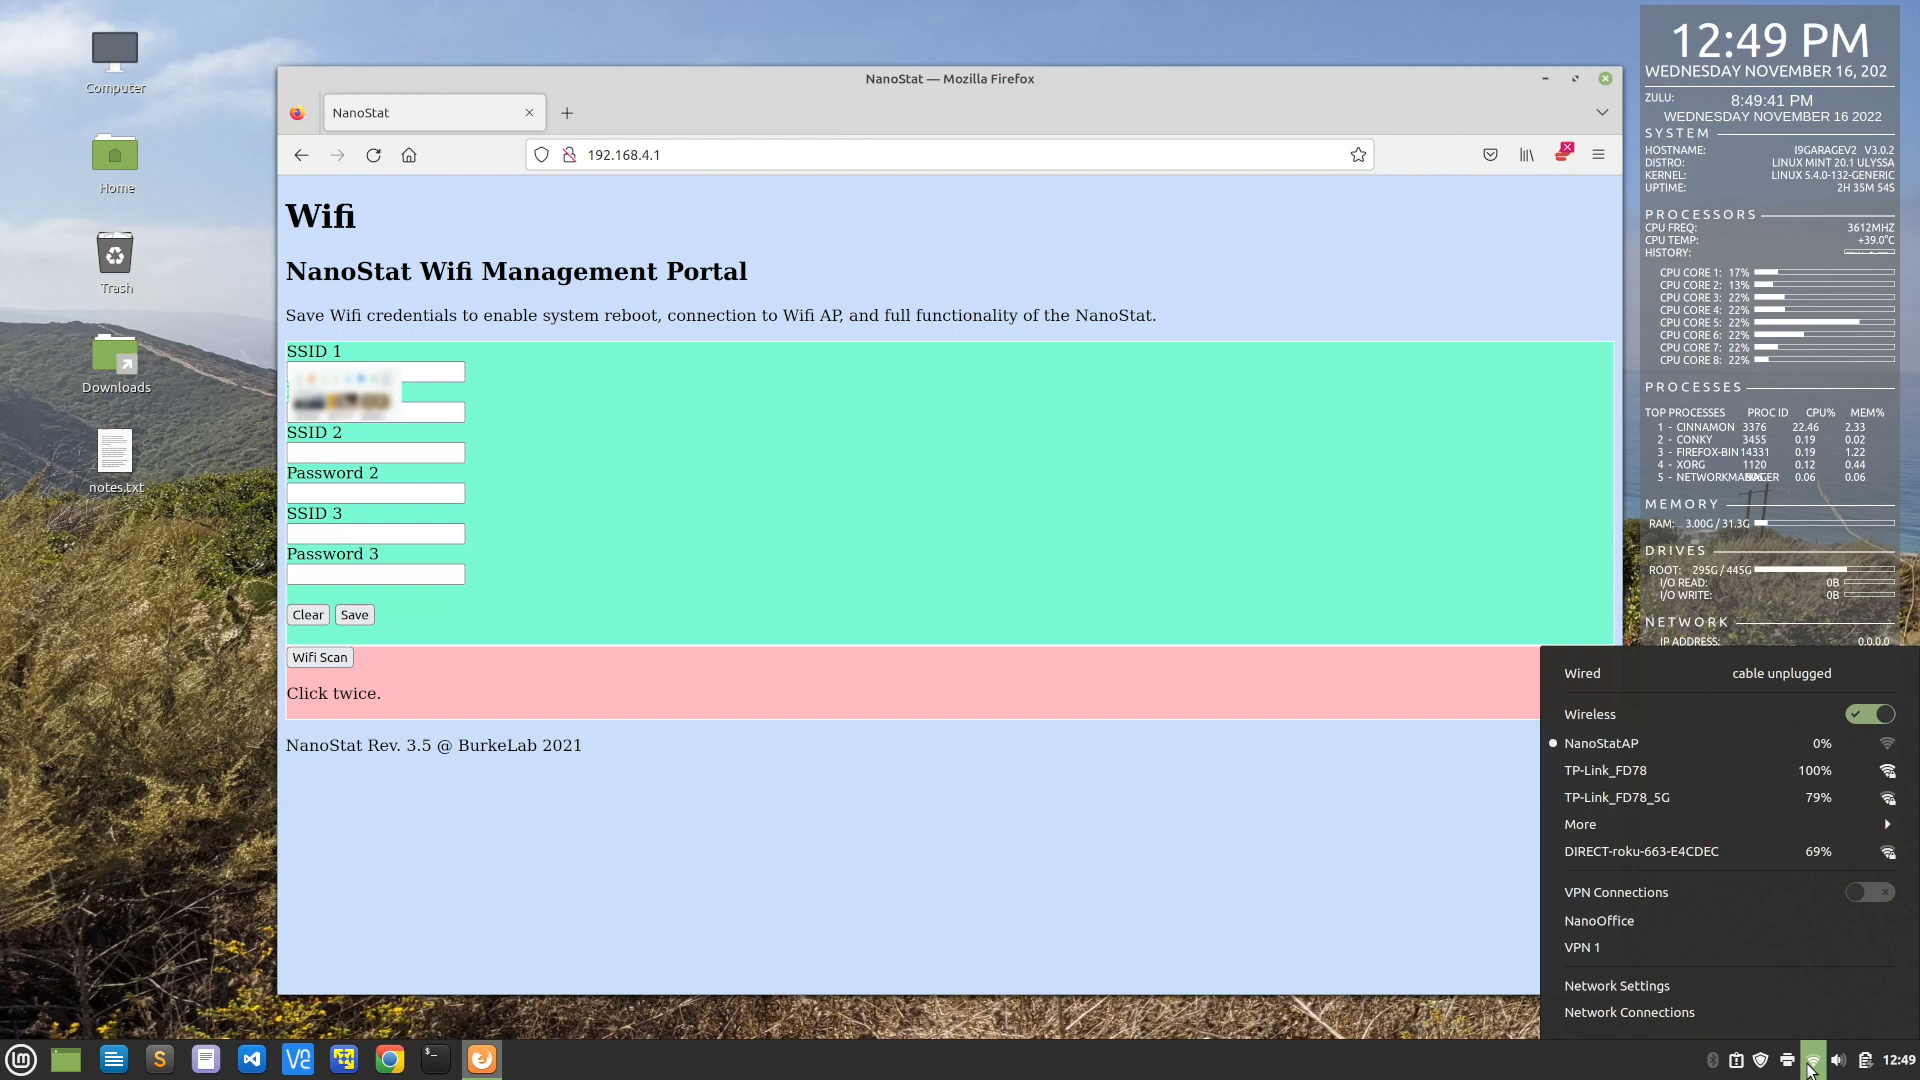 Computer
Home
Trash
Downloads
notes.txt
NanoStat — Mozilla Firefox
NanoStat
192.168.4.1
Wifi
NanoStat Wifi Management Portal
Save Wifi credentials to enable system reboot, connection to Wifi AP, and full functionality of the NanoStat.
SSID 1
SSID 2
Password 2
SSID 3
Password 3
Clear Save
Wifi Scan
Click twice.
NanoStat Rev. 3.5 @ BurkeLab 2021
12:49 PM
WEDNESDAY NOVEMBER 16, 202
ZULU: 8:49:41 PM
WEDNESDAY NOVEMBER 16 2022
SYSTEM
HOSTNAME: I9GARAGEV2 V3.0.2
DISTRO: LINUX MINT 20.1 ULYSSA
KERNEL: LINUX 5.4.0-132-GENERIC
UPTIME: 2H 35M 54S
PROCESSORS
CPU FREQ: 3612MHZ
CPU TEMP: +39.0°C
HISTORY:
CPU CORE 1: 17%
CPU CORE 2: 13%
CPU CORE 3: 22%
CPU CORE 4: 22%
CPU CORE 5: 22%
CPU CORE 6: 22%
CPU CORE 7: 22%
CPU CORE 8: 22%
PROCESSES
TOP PROCESSES PROC ID CPU% MEM%
1 - CINNAMON 3376 22.46 2.33
2 - CONKY 3455 0.19 0.02
3 - FIREFOX-BIN 14331 0.19 1.22
4 - XORG 1120 0.12 0.44
5 - NETWORKMANAGER 0.06 0.06
MEMORY
RAM: 3.00G / 31.3G
DRIVES
ROOT: 295G / 445G
I/O READ: 0B
I/O WRITE: 0B
NETWORK
IP ADDRESS: 0.0.0.0
Wired cable unplugged
Wireless
NanoStatAP 0%
TP-Link_FD78 100%
TP-Link_FD78_5G 79%
More
DIRECT-roku-663-E4CDEC 69%
VPN Connections
NanoOffice
VPN 1
Network Settings
Network Connections
12:49